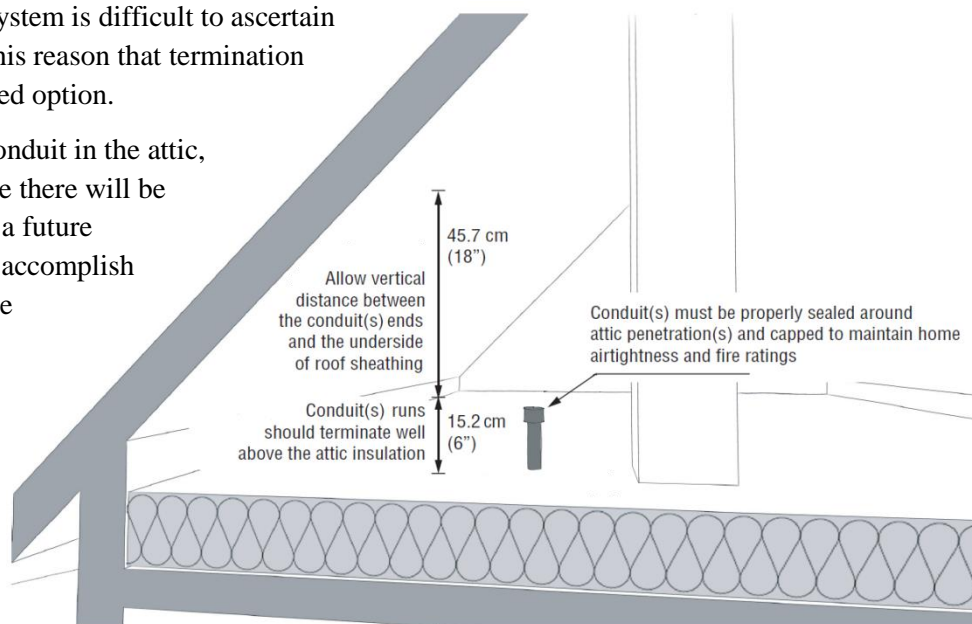 ystem is difficult to ascertain
his reason that termination
ed option.
onduit in the attic,
e there will be
a future
accomplish
e
45.7 cm
(18”)
Allow vertical
distance between
the conduit(s) ends
and the underside
of roof sheathing
Conduit(s) must be properly sealed around
attic penetration(s) and capped to maintain home
airtightness and fire ratings
Conduit(s) runs
should terminate well
above the attic insulation
15.2 cm
(6”)